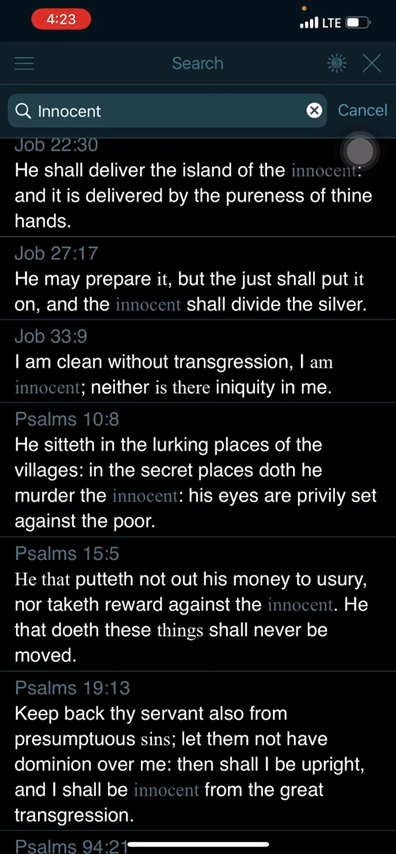 4:23
LTE
Search
Innocent
Cancel
Job 22:30
He shall deliver the island of the innocent:
and it is delivered by the pureness of thine
hands.
Job 27:17
He may prepare it, but the just shall put it
on, and the innocent shall divide the silver.
Job 33:9
I am clean without transgression, I am
innocent; neither is there iniquity in me.
Psalms 10:8
He sitteth in the lurking places of the
villages: in the secret places doth he
murder the innocent: his eyes are privily set
against the poor.
Psalms 15:5
He that putteth not out his money to usury,
nor taketh reward against the innocent. He
that doeth these things shall never be
moved.
Psalms 19:13
Keep back thy servant also from
presumptuous sins; let them not have
dominion over me: then shall I be upright,
and I shall be innocent from the great
transgression.
Psalms 94:21